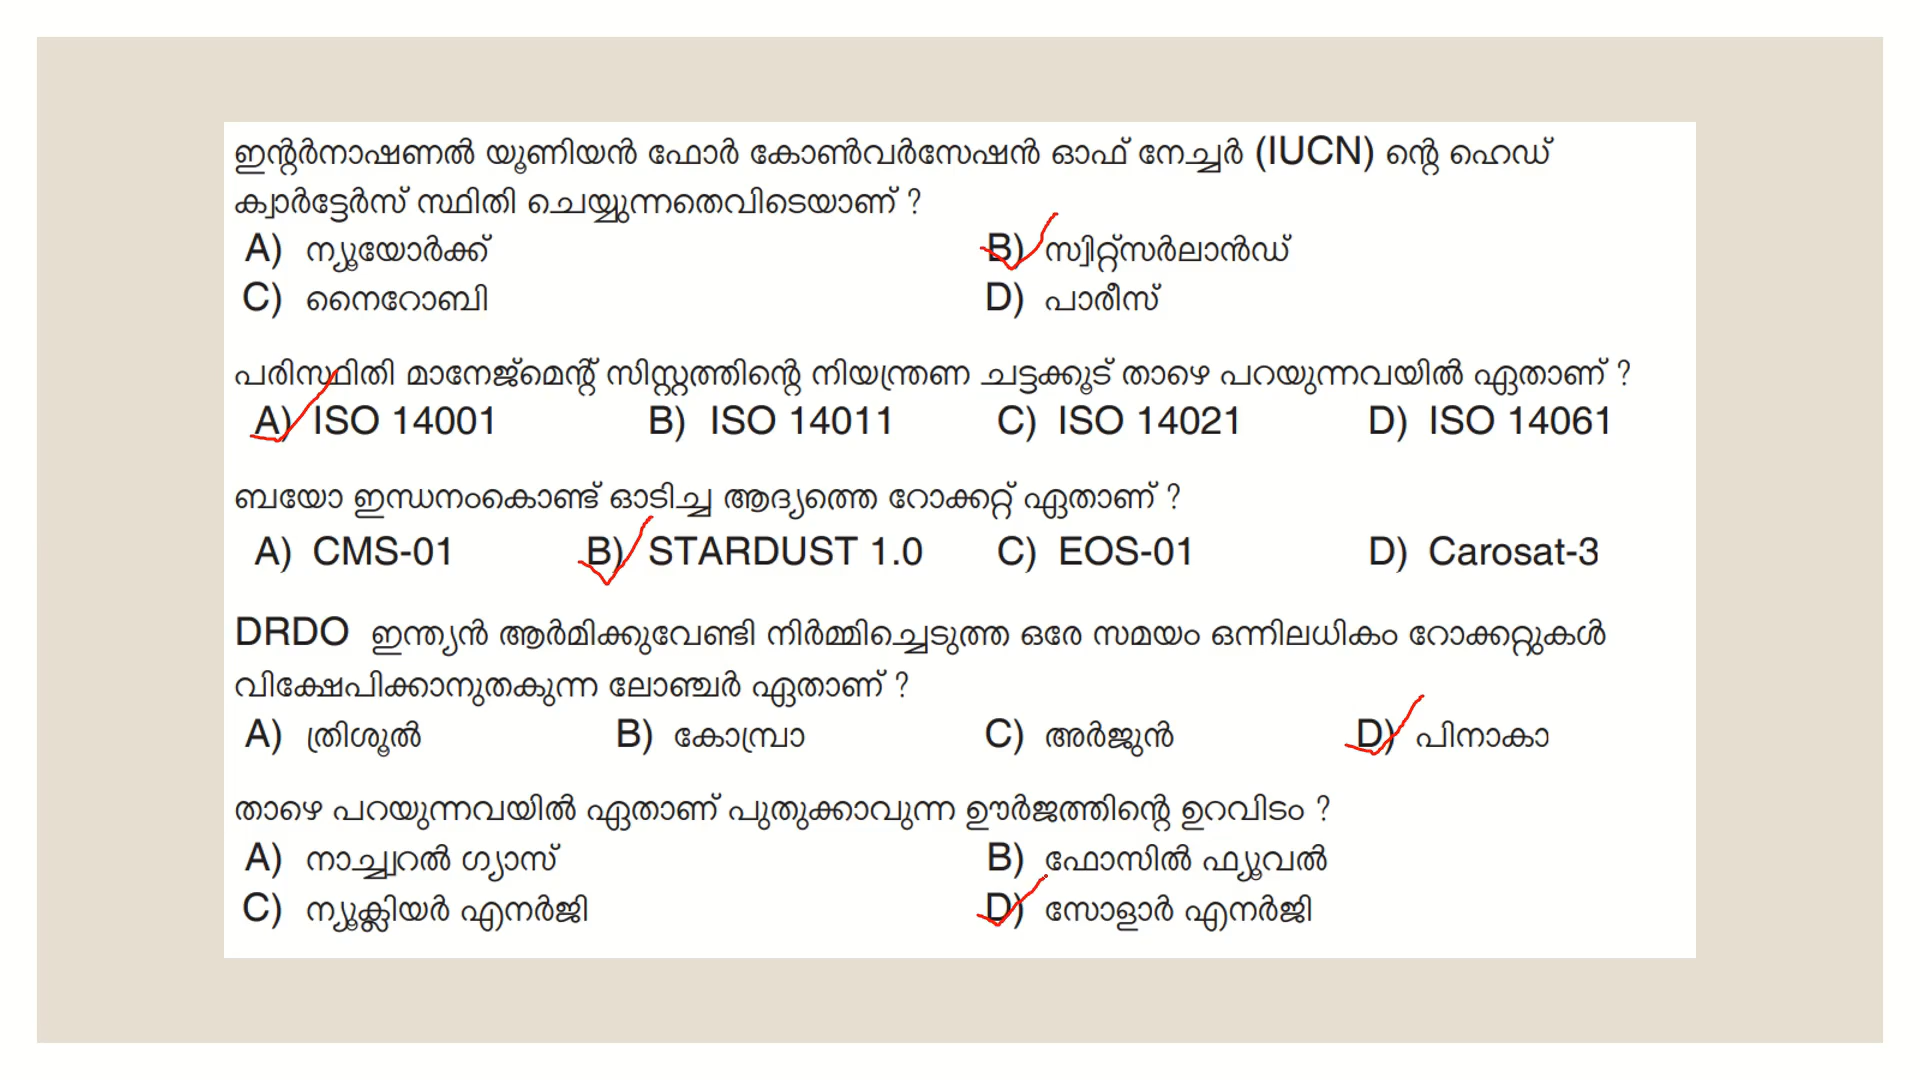 ഇന്റർനാഷണൽ യൂണിയൻ ഫോർ കോൺവർസേഷൻ ഓഫ് നേച്ചർ (IUCN) ന്റെ ഹെഡ്
ക്വാർട്ടേർസ് സ്ഥിതി ചെയ്യുന്നതെവിടെയാണ് ?
A) ന്യൂയോർക്ക് B) സ്വിറ്റ്സർലാൻഡ്
C) നൈറോബി D) പാരീസ്
പരിസ്ഥിതി മാനേജ്മെന്റ് സിസ്റ്റത്തിന്റെ നിയന്ത്രണ ചട്ടക്കൂട് താഴെ പറയുന്നവയിൽ ഏതാണ് ?
A) ISO 14001 B) ISO 14011 C) ISO 14021 D) ISO 14061
ബയോ ഇന്ധനംകൊണ്ട് ഓടിച്ച ആദ്യത്തെ റോക്കറ്റ് ഏതാണ് ?
A) CMS-01 B) STARDUST 1.0 C) EOS-01 D) Carosat-3
DRDO ഇന്ത്യൻ ആർമിക്കുവേണ്ടി നിർമ്മിച്ചെടുത്ത ഒരേ സമയം ഒന്നിലധികം റോക്കറ്റുകൾ
വിക്ഷേപിക്കാനുതകുന്ന ലോഞ്ചർ ഏതാണ് ?
A) ത്രിശൂൽ B) കോമ്പ്രാ C) അർജുൻ D) പിനാകാ
താഴെ പറയുന്നവയിൽ ഏതാണ് പുതുക്കാവുന്ന ഊർജത്തിന്റെ ഉറവിടം ?
A) നാച്ച്വറൽ ഗ്യാസ് B) ഫോസിൽ ഫ്യൂവൽ
C) ന്യൂക്ലിയർ എനർജി D) സോളാർ എനർജി